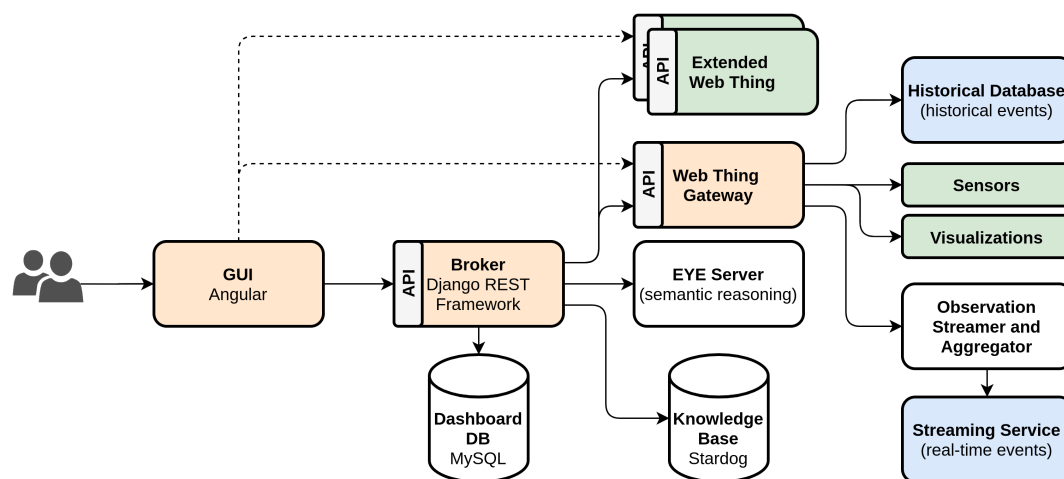 API
API
Extended
Web Thing
Historical Database
(historical events)
API
Web Thing
Gateway
Sensors
Visualizations
GUI
Angular
API
Broker
Django REST
Framework
EYE Server
(semantic reasoning)
Observation
Streamer and
Aggregator
Dashboard
DB
MySQL
Knowledge
Base
Stardog
Streaming Service
(real-time events)